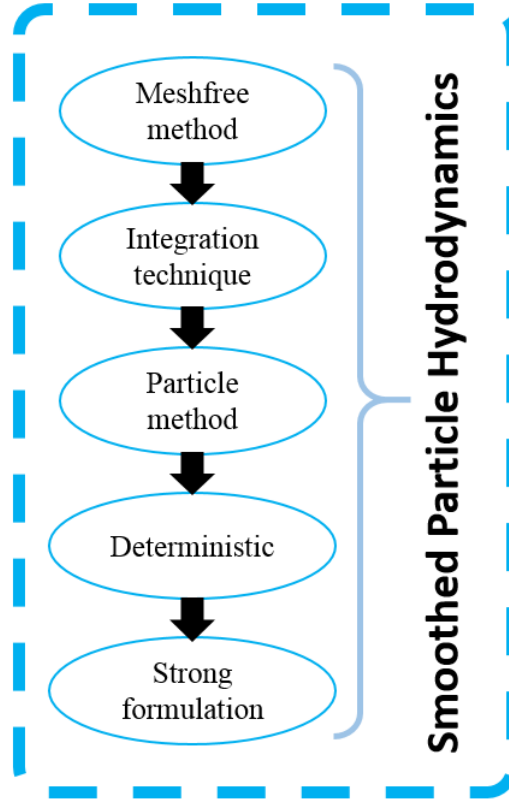 Meshfree
method
Integration
technique
Particle
method
Deterministic
Strong
formulation
Smoothed Particle Hydrodynamics